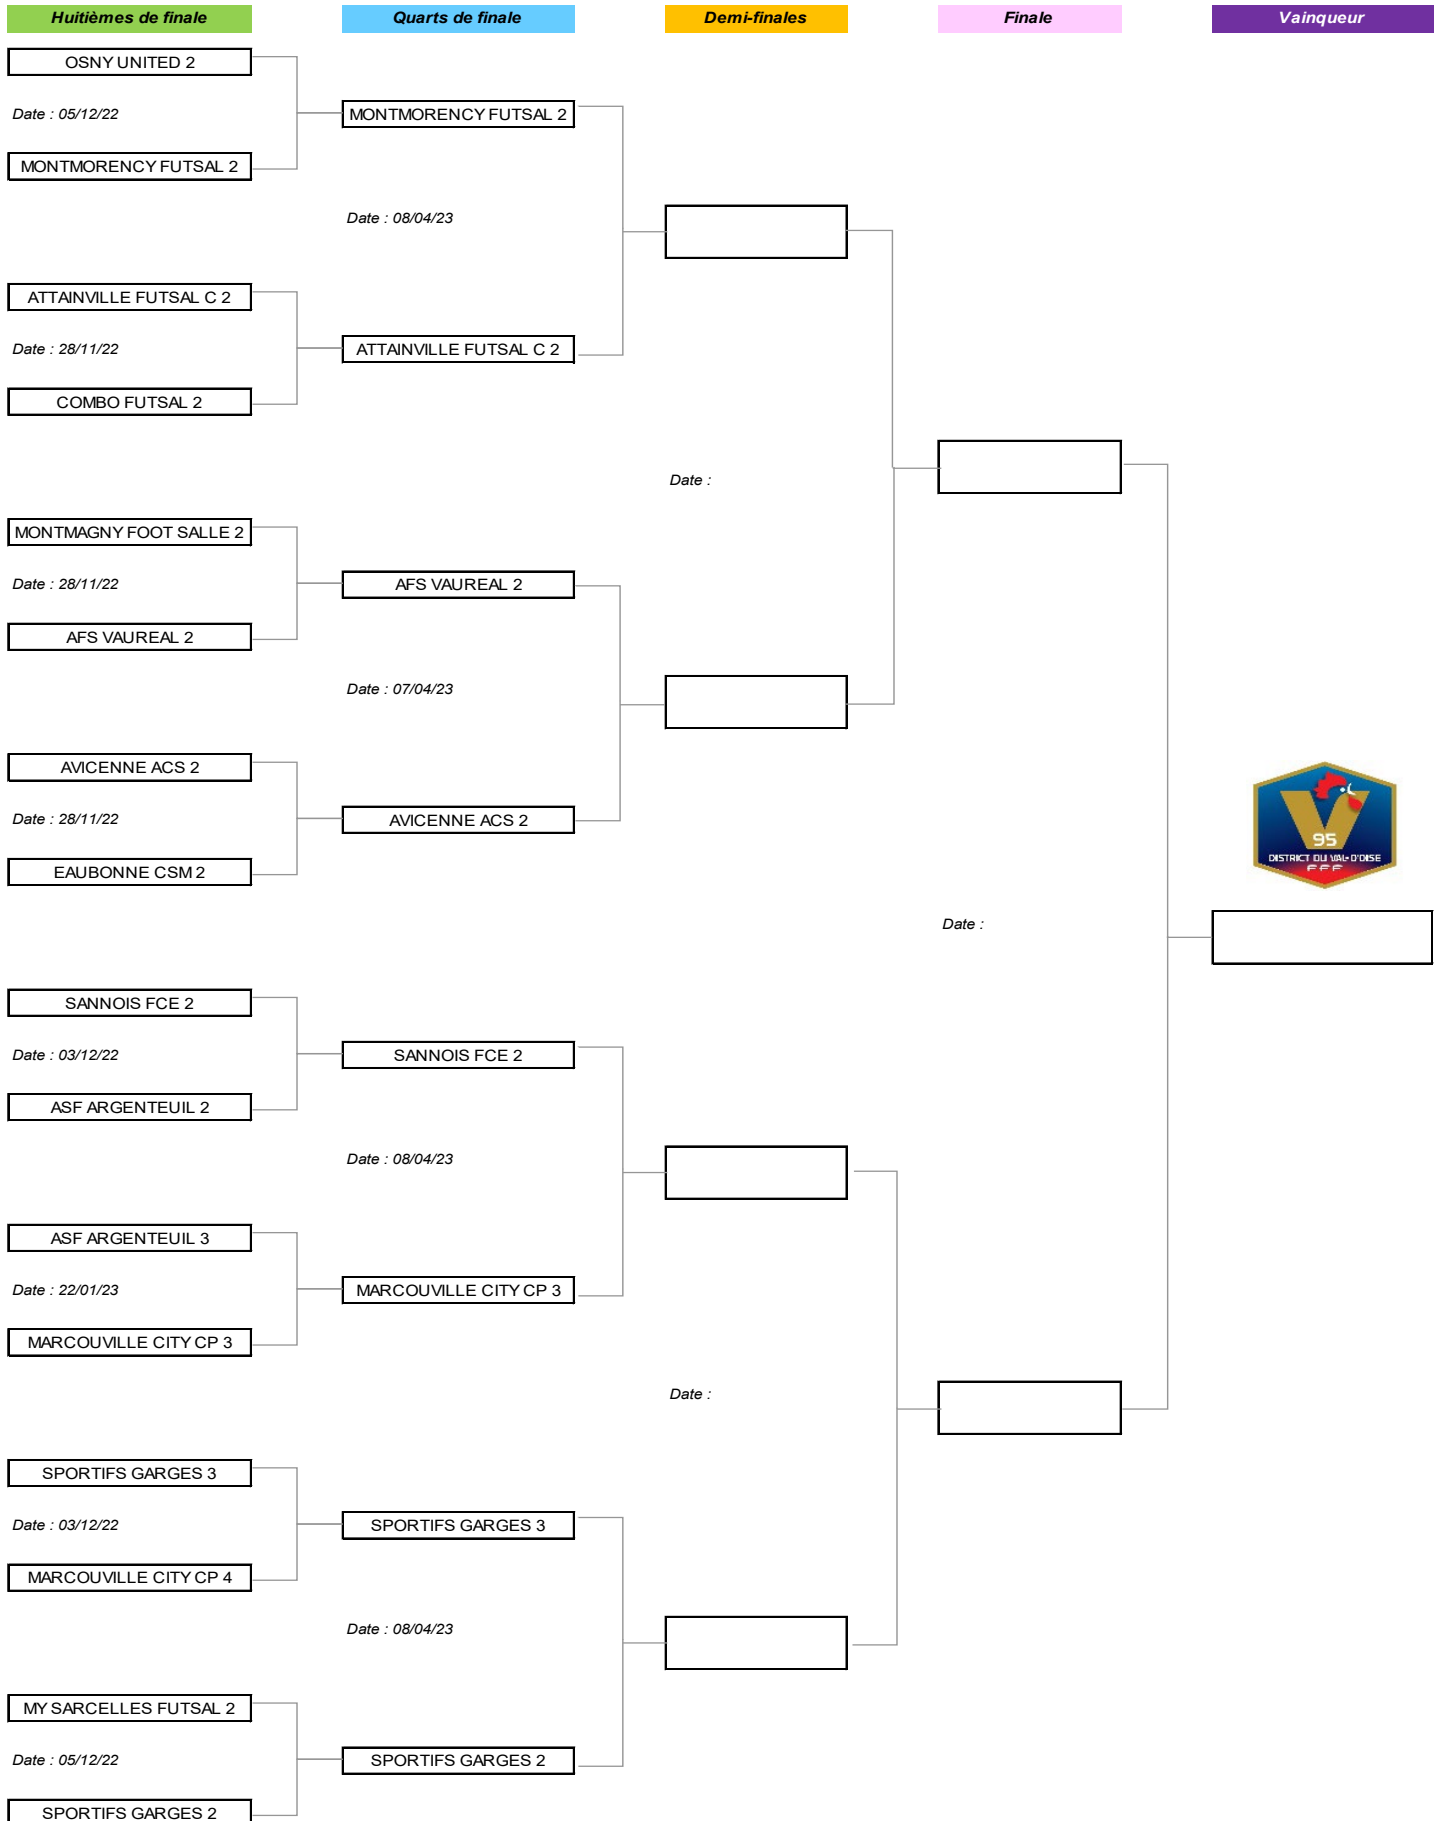 Huitièmes de finale
Quarts de finale
Demi-finales
Finale
Vainqueur
OSNY UNITED 2
Date : 05/12/22
MONTMORENCY FUTSAL 2
MONTMORENCY FUTSAL 2
Date : 08/04/23
ATTAINVILLE FUTSAL C 2
Date : 28/11/22
ATTAINVILLE FUTSAL C 2
COMBO FUTSAL 2
Date :
MONTMAGNY FOOT SALLE 2
Date : 28/11/22
AFS VAUREAL 2
AFS VAUREAL 2
Date : 07/04/23
AVICENNE ACS 2
Date : 28/11/22
AVICENNE ACS 2
EAUBONNE CSM 2
V
95
DISTRICT DU VAL-D'OISE
FFF
Date :
SANNOIS FCE 2
Date : 03/12/22
SANNOIS FCE 2
ASF ARGENTEUIL 2
Date : 08/04/23
ASF ARGENTEUIL 3
Date : 22/01/23
MARCOUVILLE CITY CP 3
MARCOUVILLE CITY CP 3
Date :
SPORTIFS GARGES 3
Date : 03/12/22
SPORTIFS GARGES 3
MARCOUVILLE CITY CP 4
Date : 08/04/23
MY SARCELLES FUTSAL 2
Date : 05/12/22
SPORTIFS GARGES 2
SPORTIFS GARGES 2